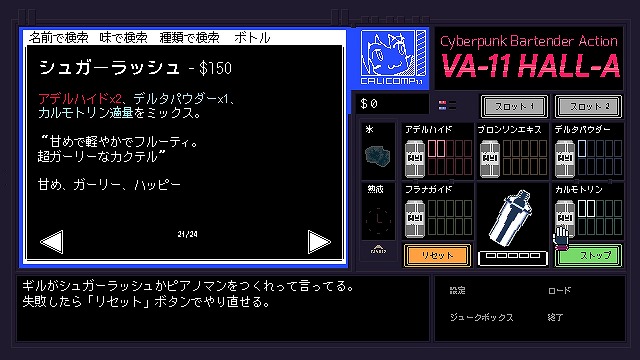 名前で検索 味で検索 種類で検索 ボトル
シュガーラッシュ - $150
アデルハイドx2、デルタパウダーx1、
カルモトリン適量をミックス。
“甘めで軽やかでフルーティ。
超ガーリーなカクテル”
甘め、ガーリー、ハッピー
21/24
CALICOMP
Cyberpunk Bartender Action
VA-11 HALL-A
$0
スロット 1
スロット 2
氷
アデルハイド
ブロンソンエキス
デルタパウダー
熟成
フラナガイド
カルモトリン
リセット
ストップ
ギルがシュガーラッシュかピアノマンをつくれって言ってる。
失敗したら「リセット」ボタンでやり直せる。
設定
ロード
ジュークボックス
終了